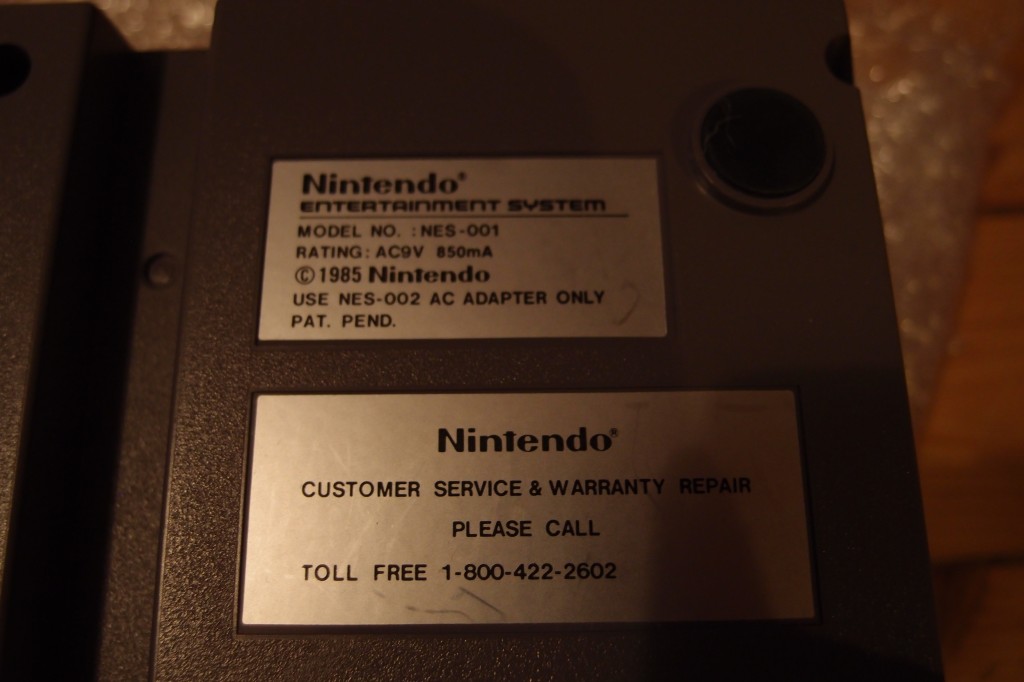 Nintendo®
ENTERTAINMENT SYSTEM
MODEL NO. : NES-001
RATING: AC9V 850mA
©1985 Nintendo
USE NES-002 AC ADAPTER ONLY
PAT. PEND.
Nintendo®
CUSTOMER SERVICE & WARRANTY REPAIR
PLEASE CALL
TOLL FREE 1-800-422-2602